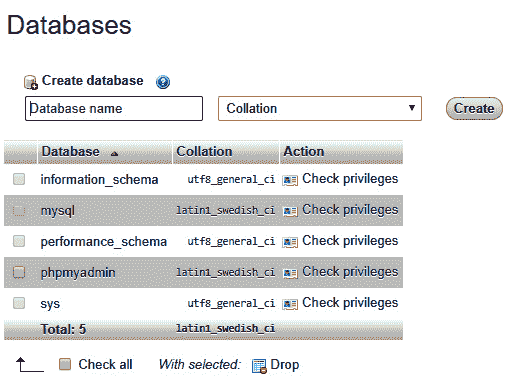 Databases
Create database
Database name Collation Create
Database Collation Action
information_schema utf8_general_ci Check privileges
mysql latin1_swedish_ci Check privileges
performance_schema utf8_general_ci Check privileges
phpmyadmin latin1_swedish_ci Check privileges
sys utf8_general_ci Check privileges
Total: 5 latin1_swedish_ci
Check all With selected: Drop